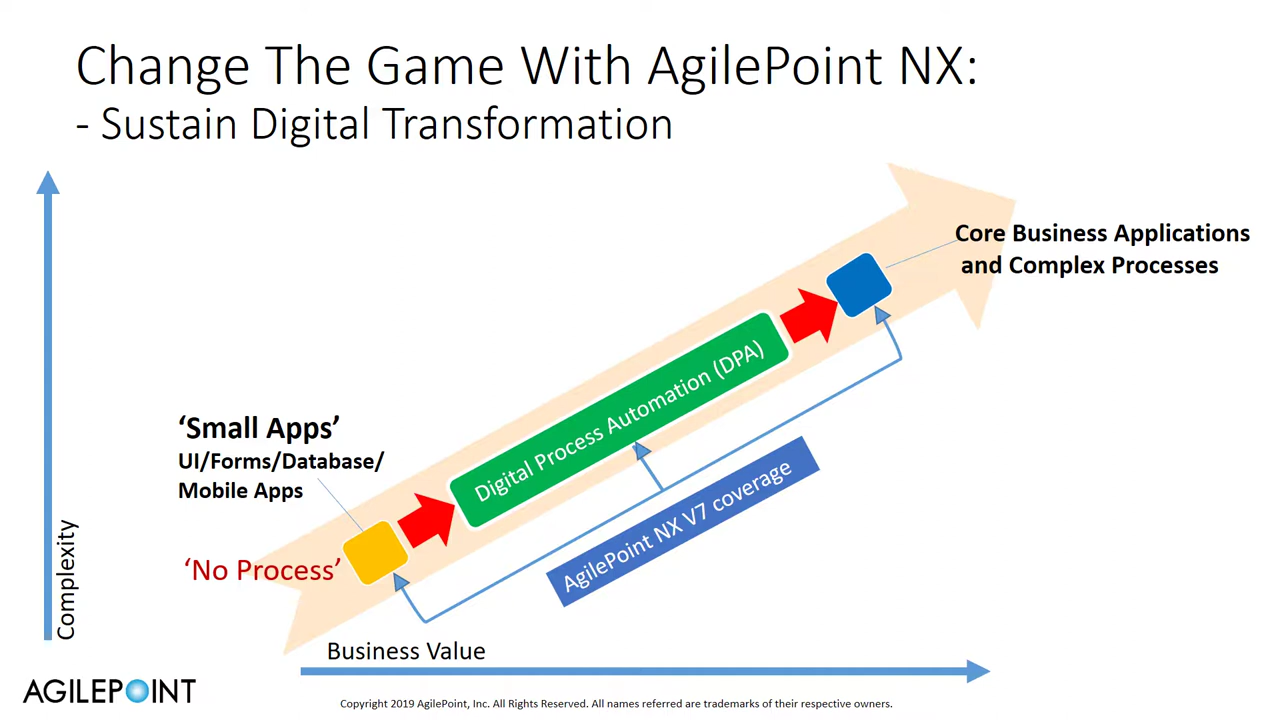 Change The Game With AgilePoint NX:
- Sustain Digital Transformation
Core Business Applications
and Complex Processes
Digital Process Automation (DPA)
‘Small Apps’
UI/Forms/Database/
Mobile Apps
‘No Process’
AgilePoint NX V7 coverage
Complexity
Business Value
AGILEPOINT
Copyright 2019 AgilePoint, Inc. All Rights Reserved. All names referred are trademarks of their respective owners.